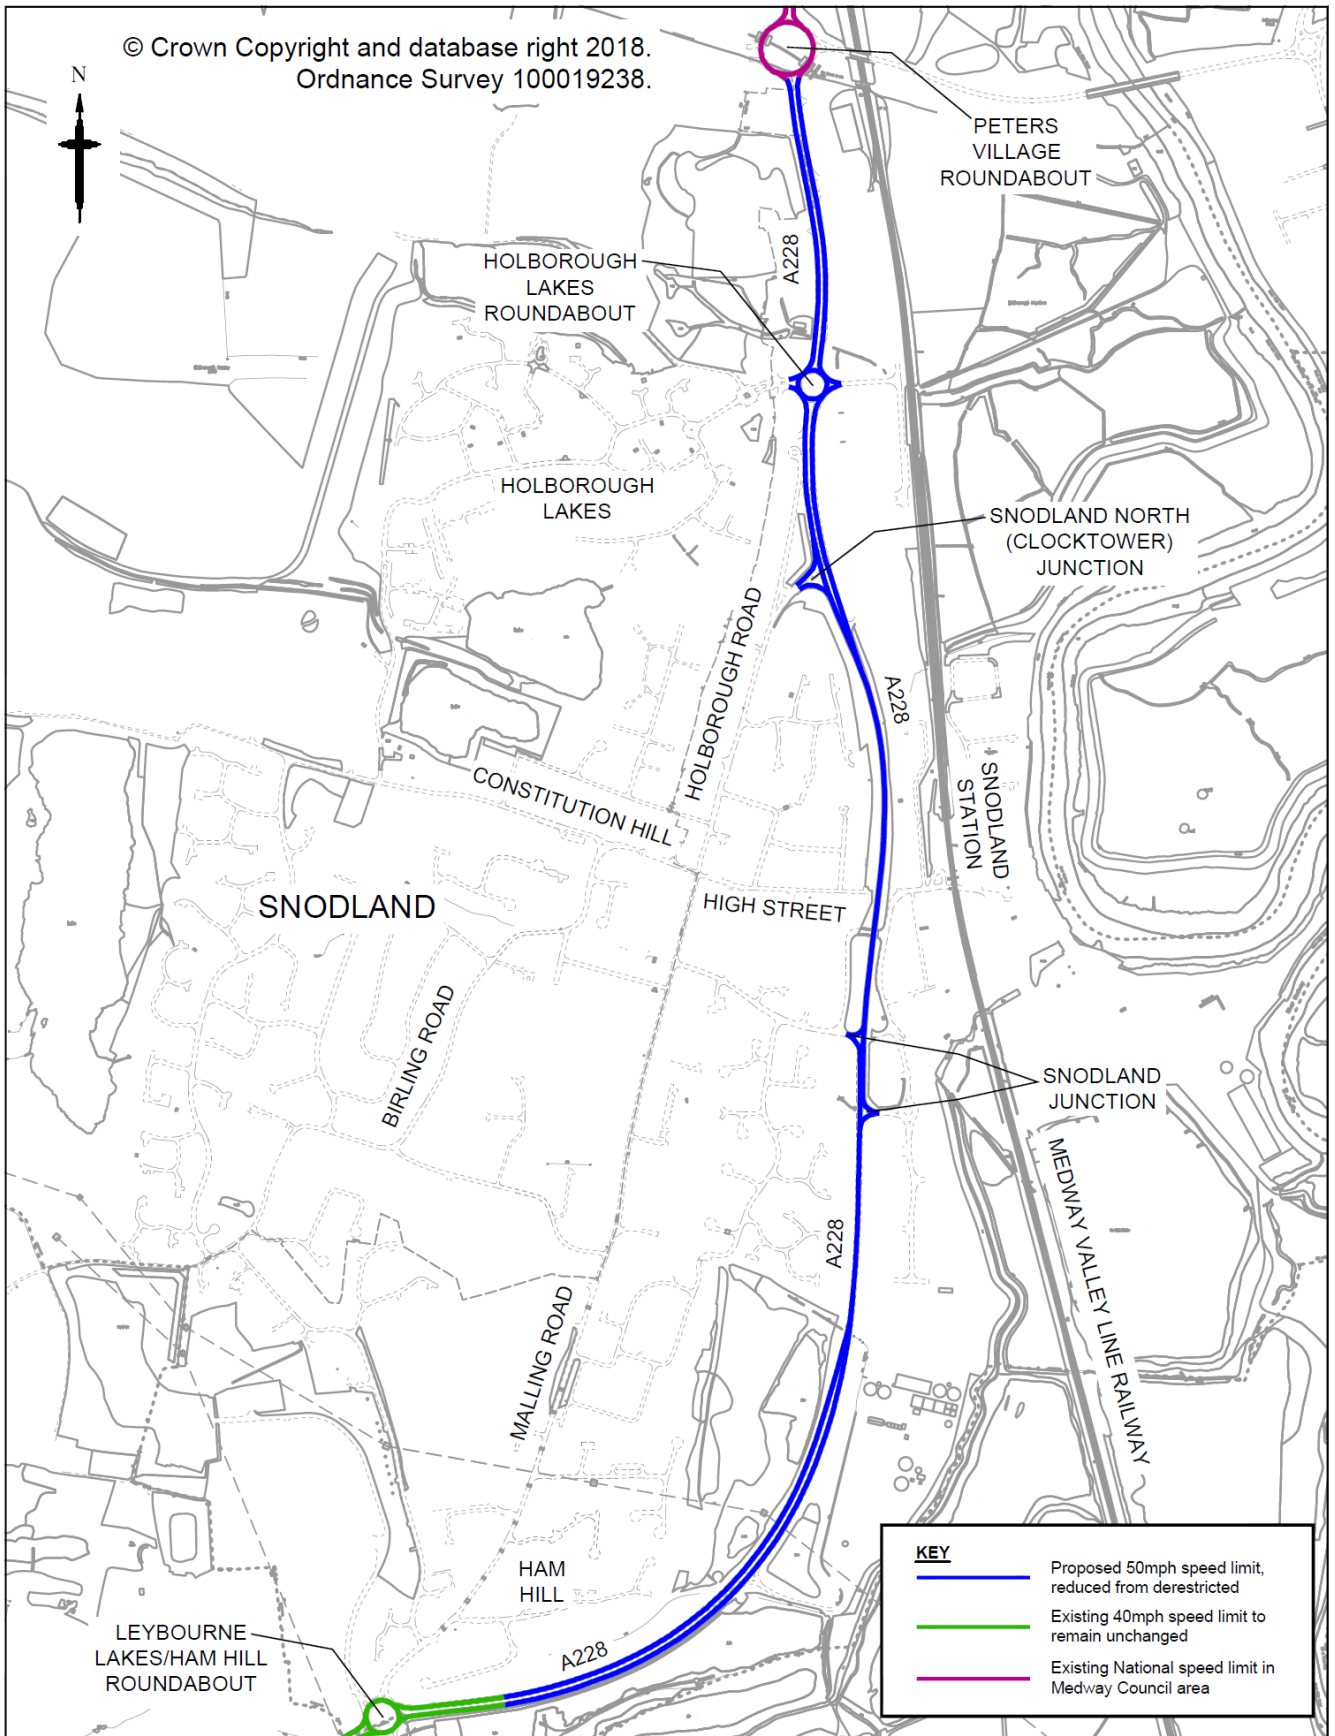 © Crown Copyright and database right 2018.
Ordnance Survey 100019238.
N
PETERS
VILLAGE
ROUNDABOUT
A228
HOLBOROUGH
LAKES
ROUNDABOUT
HOLBOROUGH
LAKES
SNODLAND NORTH
(CLOCKTOWER)
JUNCTION
HOLBOROUGH ROAD
A228
SNODLAND
STATION
CONSTITUTION HILL
SNODLAND
HIGH STREET
BIRLING ROAD
SNODLAND
JUNCTION
MEDWAY VALLEY LINE RAILWAY
A228
MALLING ROAD
HAM
HILL
A228
LEYBOURNE
LAKES/HAM HILL
ROUNDABOUT
KEY
Proposed 50mph speed limit,
reduced from derestricted
Existing 40mph speed limit to
remain unchanged
Existing National speed limit in
Medway Council area